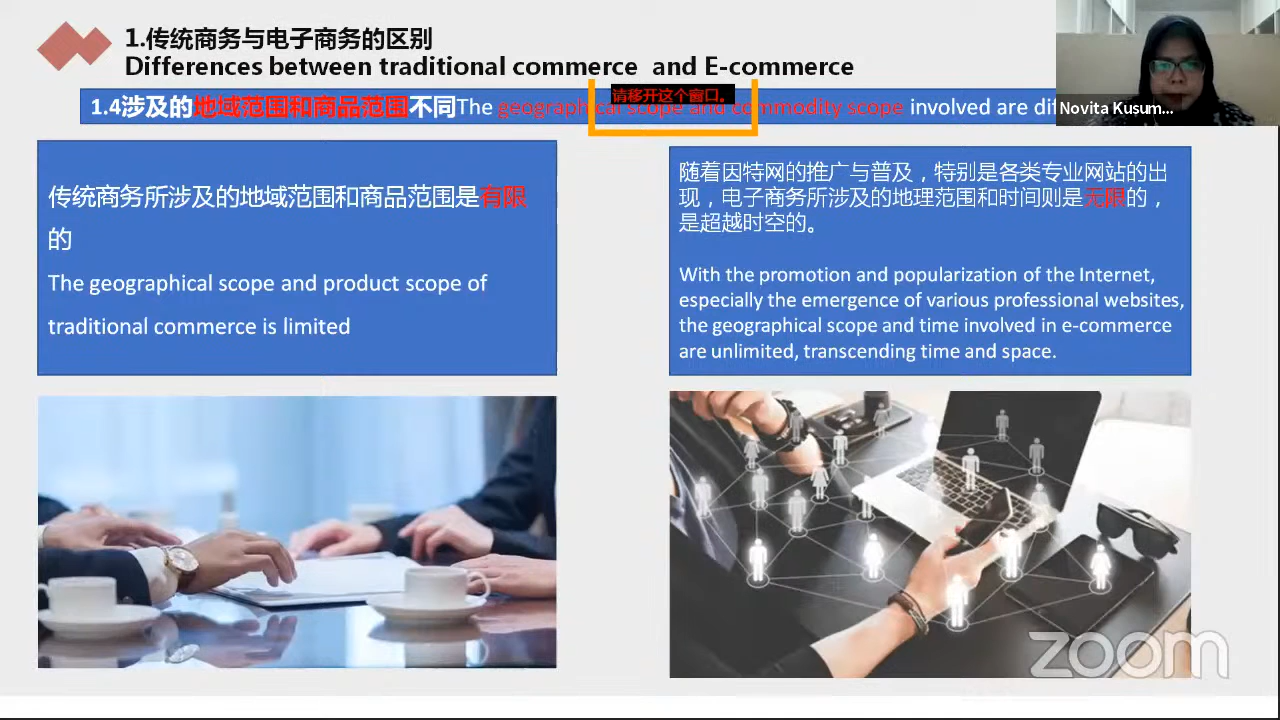 1.传统商务与电子商务的区别
Differences between traditional commerce and E-commerce
1.4涉及的地域范围和商品范围不同The geographical scope and commodity scope involved are dif
请移开这个窗口。
Novita Kusum...
传统商务所涉及的地域范围和商品范围是有限
的
The geographical scope and product scope of
traditional commerce is limited
随着因特网的推广与普及，特别是各类专业网站的出
现，电子商务所涉及的地理范围和时间则是无限的，
是超越时空的。
With the promotion and popularization of the Internet,
especially the emergence of various professional websites,
the geographical scope and time involved in e-commerce
are unlimited, transcending time and space.
zoom